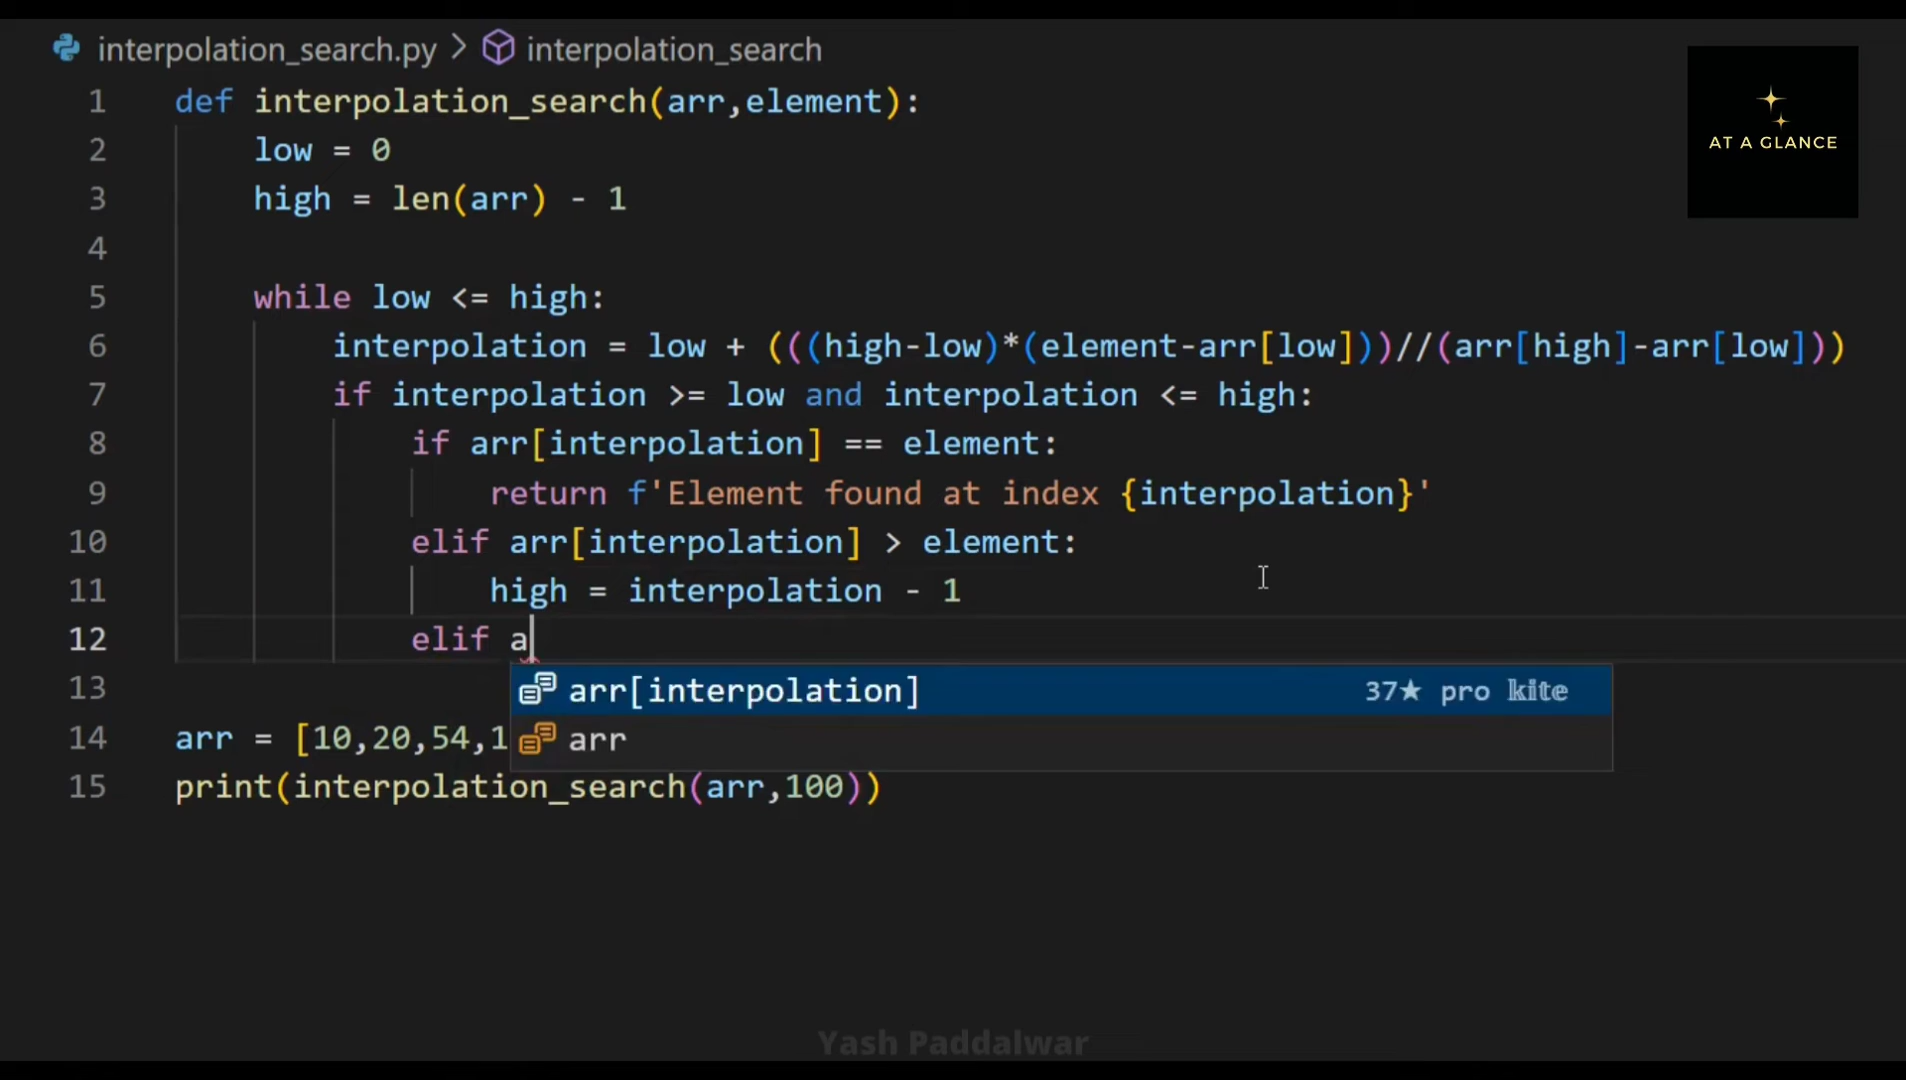 interpolation_search.py > interpolation_search
AT A GLANCE
1 def interpolation_search(arr,element):
2 low = 0
3 high = len(arr) - 1
4
5 while low <= high:
6 interpolation = low + (((high-low)*(element-arr[low]))//(arr[high]-arr[low]))
7 if interpolation >= low and interpolation <= high:
8 if arr[interpolation] == element:
9 return f'Element found at index {interpolation}'
10 elif arr[interpolation] > element:
11 high = interpolation - 1
12 elif a
13 arr[interpolation] 37★ pro kite
14 arr = [10,20,54,1 arr
15 print(interpolation_search(arr,100))
Yash Paddalwar